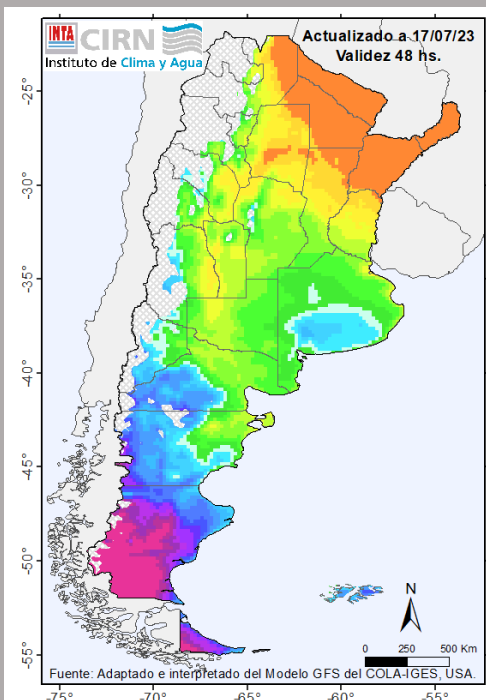 INTA CIRN
Instituto de Clima y Agua
Actualizado a 17/07/23
Validez 48 hs.
-25°
-30°
-35°
-40°
-45°
-50°
-55°
N
0 250 500 Km
Fuente: Adaptado e interpretado del Modelo GFS del COLA-IGES, USA.
-75° -70° -65° -60° -55°